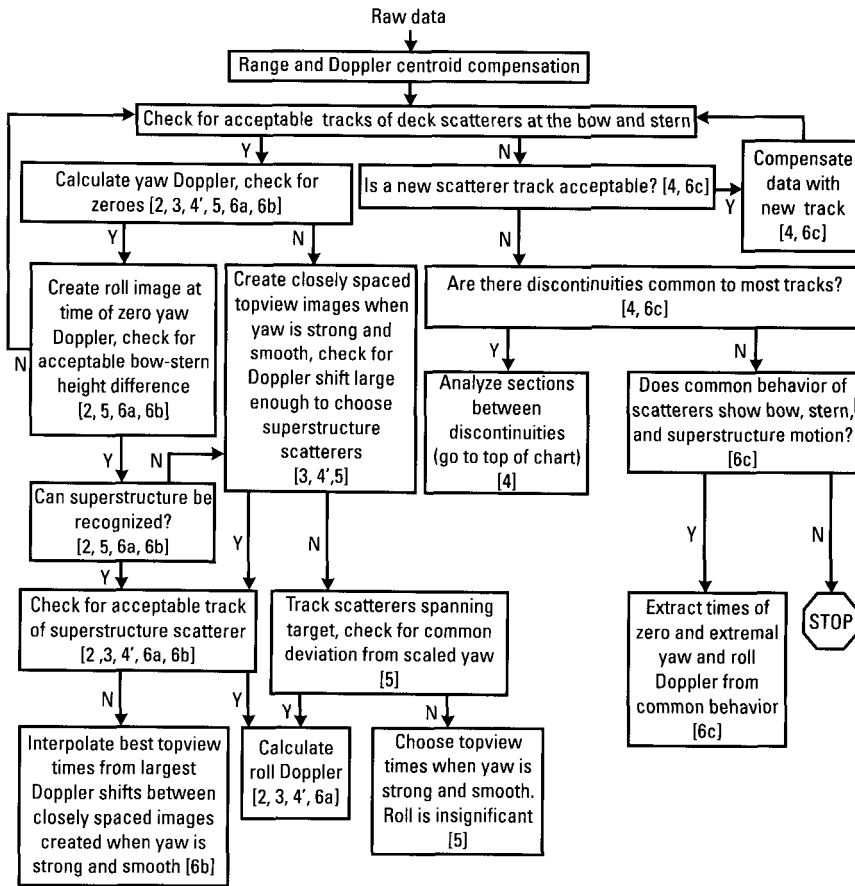 Raw data
Range and Doppler centroid compensation
Check for acceptable tracks of deck scatterers at the bow and stern
Y
N
Calculate yaw Doppler, check for
zeroes [2, 3, 4′, 5, 6a, 6b]
Is a new scatterer track acceptable? [4, 6c]
Y
Compensate
data with
new track
[4, 6c]
Y
N
N
Create roll image at
time of zero yaw
Doppler, check for
acceptable bow-stern
height difference
[2, 5, 6a, 6b]
N
Create closely spaced
topview images when
yaw is strong and
smooth, check for
Doppler shift large
enough to choose
superstructure
scatterers
[3, 4′,5]
Are there discontinuities common to most tracks?
[4, 6c]
Y
N
Analyze sections
between
discontinuities
(go to top of chart)
[4]
Does common behavior of
scatterers show bow, stern,
and superstructure motion?
[6c]
Y
N
Can superstructure be
recognized?
[2, 5, 6a, 6b]
Y
Y
N
Y
N
Check for acceptable track
of superstructure scatterer
[2 ,3, 4′, 6a, 6b]
Track scatterers spanning
target, check for common
deviation from scaled yaw
[5]
Extract times of
zero and extremal
yaw and roll
Doppler from
common behavior
[6c]
STOP
N
Y
Y
N
Interpolate best topview
times from largest
Doppler shifts between
closely spaced images
created when yaw is
strong and smooth [6b]
Calculate
roll Doppler
[2, 3, 4′, 6a]
Choose topview
times when yaw is
strong and smooth.
Roll is insignificant
[5]